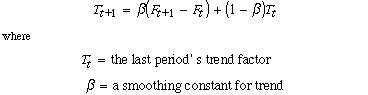 T_{t+1} = β(F_{t+1} − F_t) + (1 − β)T_t
where
T_t = the last period's trend factor
β = a smoothing constant for trend